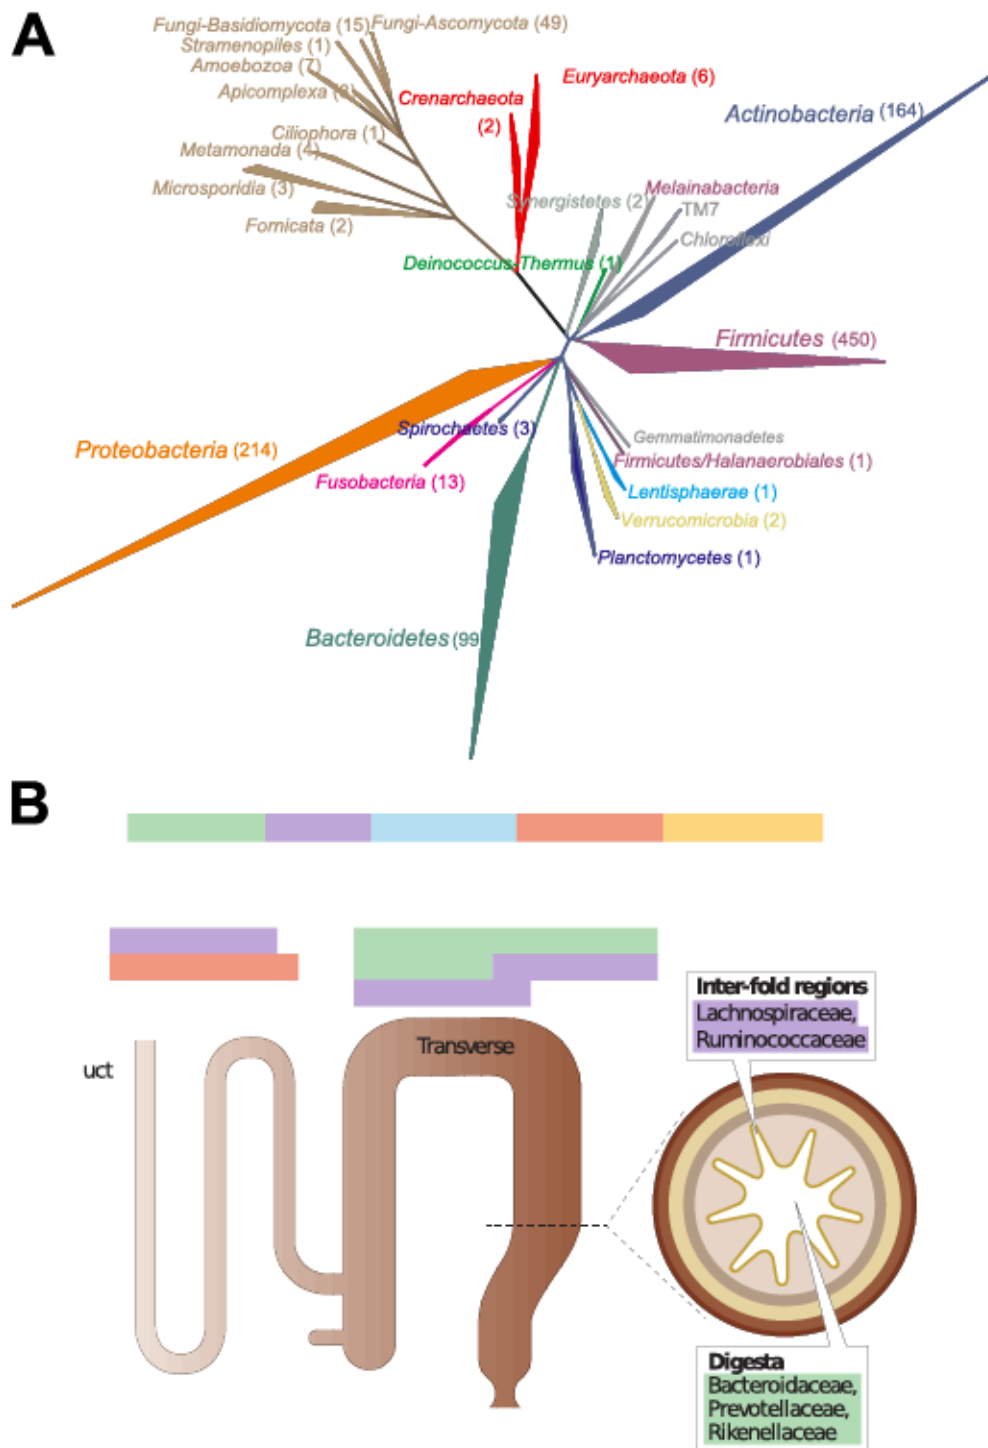 A
Fungi-Basidiomycota (15)
Fungi-Ascomycota (49)
Stramenopiles (1)
Amoebozoa (7)
Apicomplexa
Ciliophora (1)
Metamonada (4)
Microsporidia (3)
Fornicata (2)
Crenarchaeota
(2)
Euryarchaeota (6)
Actinobacteria (164)
Synergistetes (2)
Melainabacteria
TM7
Chloroflexi
Deinococcus-Thermus (1)
Firmicutes (450)
Proteobacteria (214)
Spirochaetes (3)
Fusobacteria (13)
Gemmatimonadetes
Firmicutes/Halanaerobiales (1)
Lentisphaerae (1)
Verrucomicrobia (2)
Planctomycetes (1)
Bacteroidetes (99)
B
uct
Transverse
Inter-fold regions
Lachnospiraceae,
Ruminococcaceae
Digesta
Bacteroidaceae,
Prevotellaceae,
Rikenellaceae